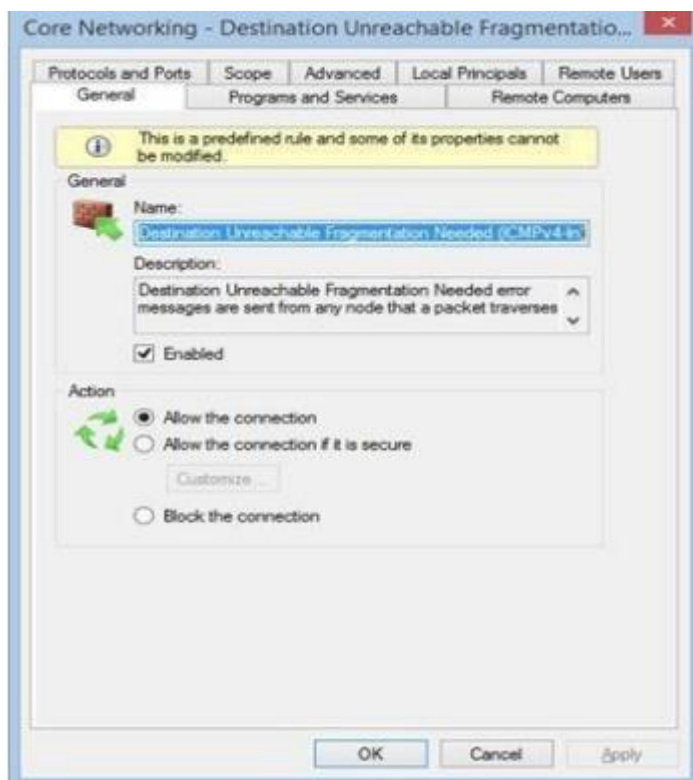 Core Networking - Destination Unreachable Fragmentatio...
Protocols and Ports Scope Advanced Local Principals Remote Users
General Programs and Services Remote Computers
This is a predefined rule and some of its properties cannot
be modified.
General
Name:
Destination Unreachable Fragmentation Needed (ICMPv4-In)
Description:
Destination Unreachable Fragmentation Needed error
messages are sent from any node that a packet traverses
Enabled
Action
Allow the connection
Allow the connection if it is secure
Customize...
Block the connection
OK Cancel Apply